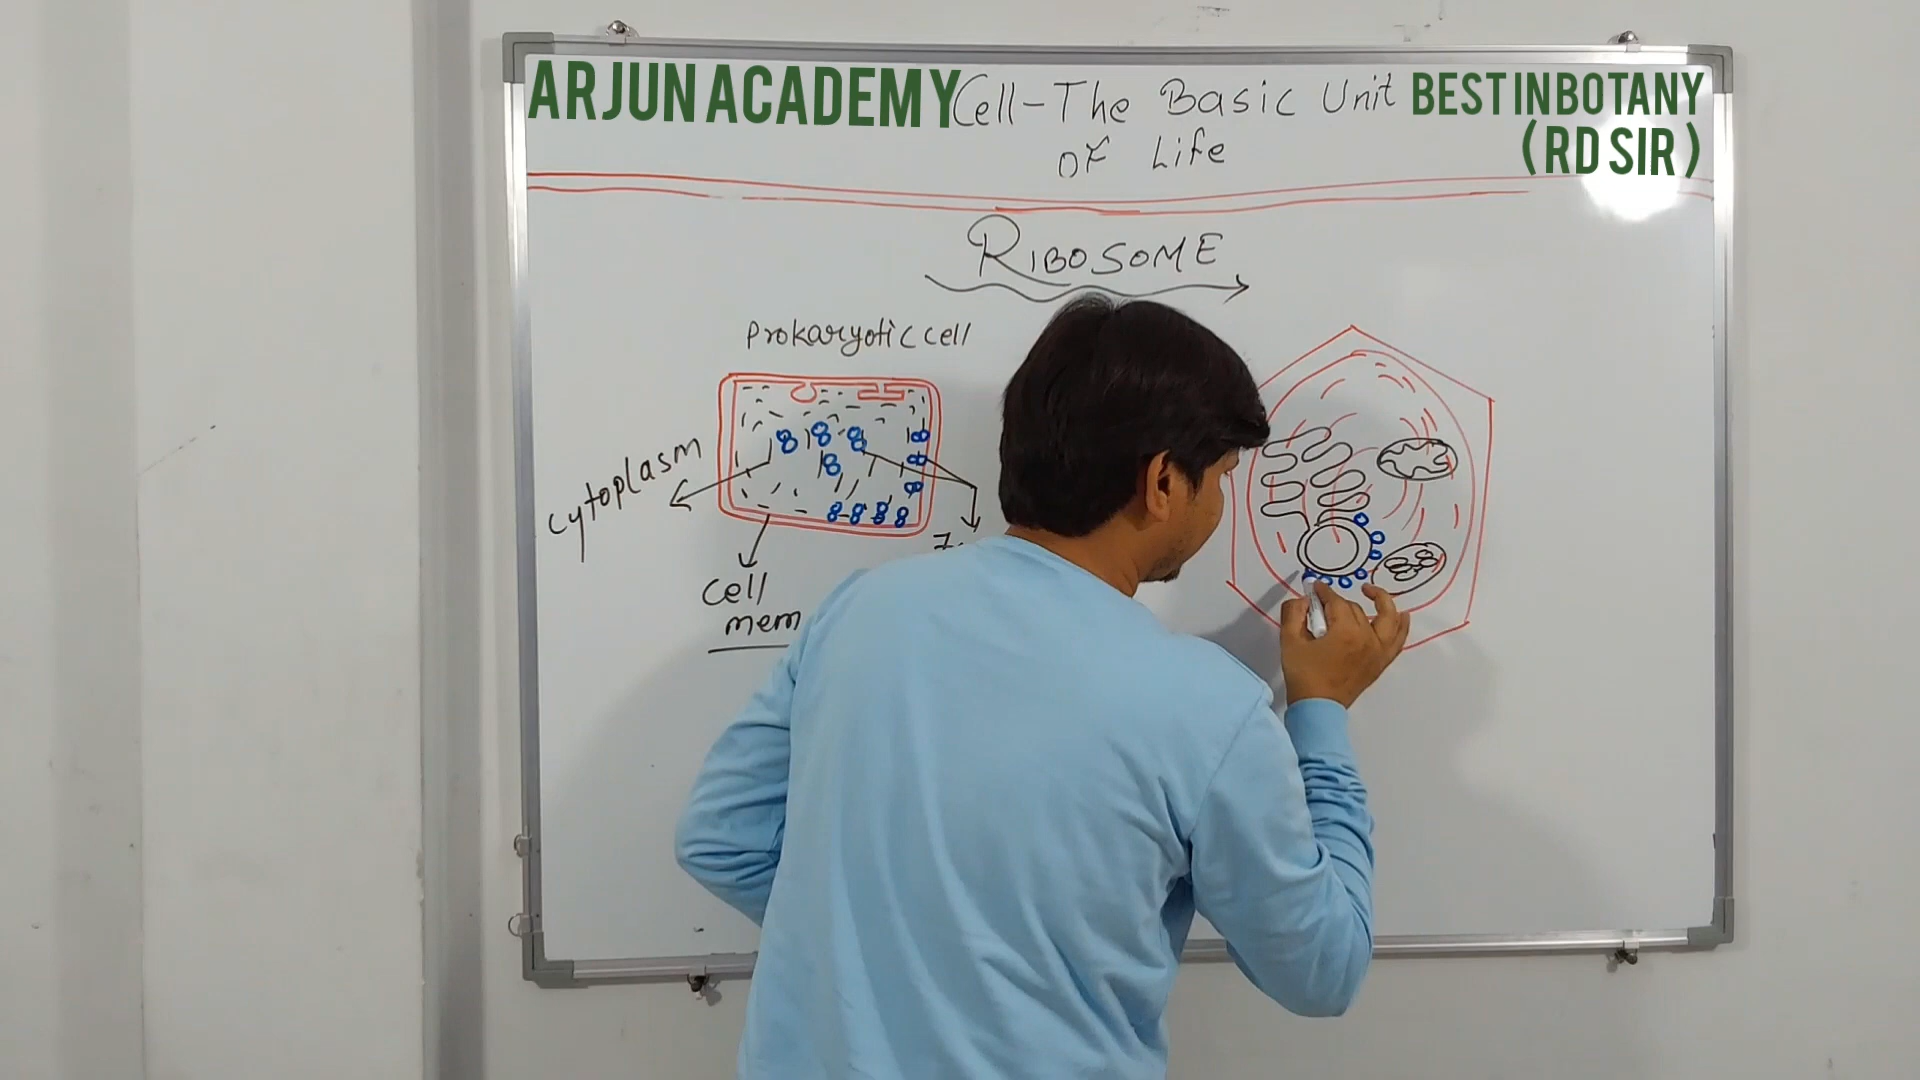 ARJUN ACADEMY
Cell-The Basic Unit
of Life
BEST IN BOTANY
(RD SIR)
RIBOSOME
Prokaryotic cell
cytoplasm
Cell
mem